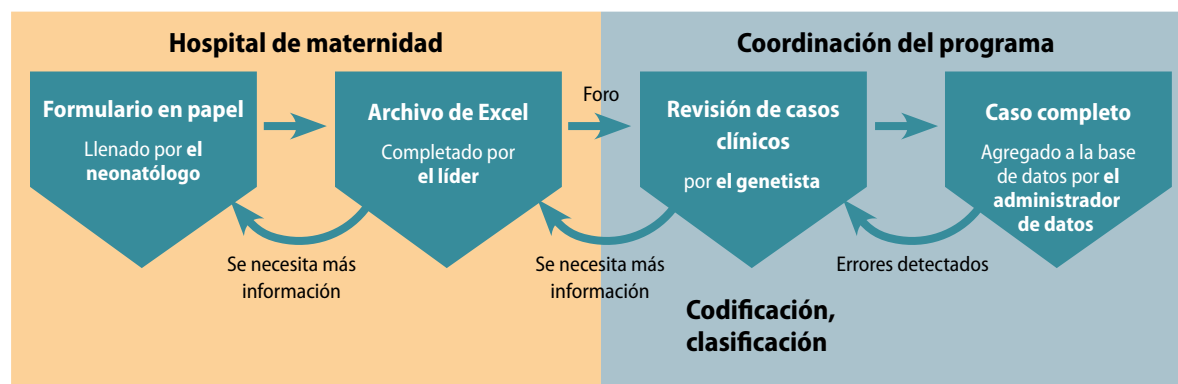 Hospital de maternidad
Coordinación del programa
Formulario en papel
Llenado por el
neonatólogo
Archivo de Excel
Completado por
el líder
Foro
Revisión de casos
clínicos
por el genetista
Caso completo
Agregado a la base
de datos por el
administrador
de datos
Se necesita más
información
Se necesita más
información
Errores detectados
Codificación,
clasificación